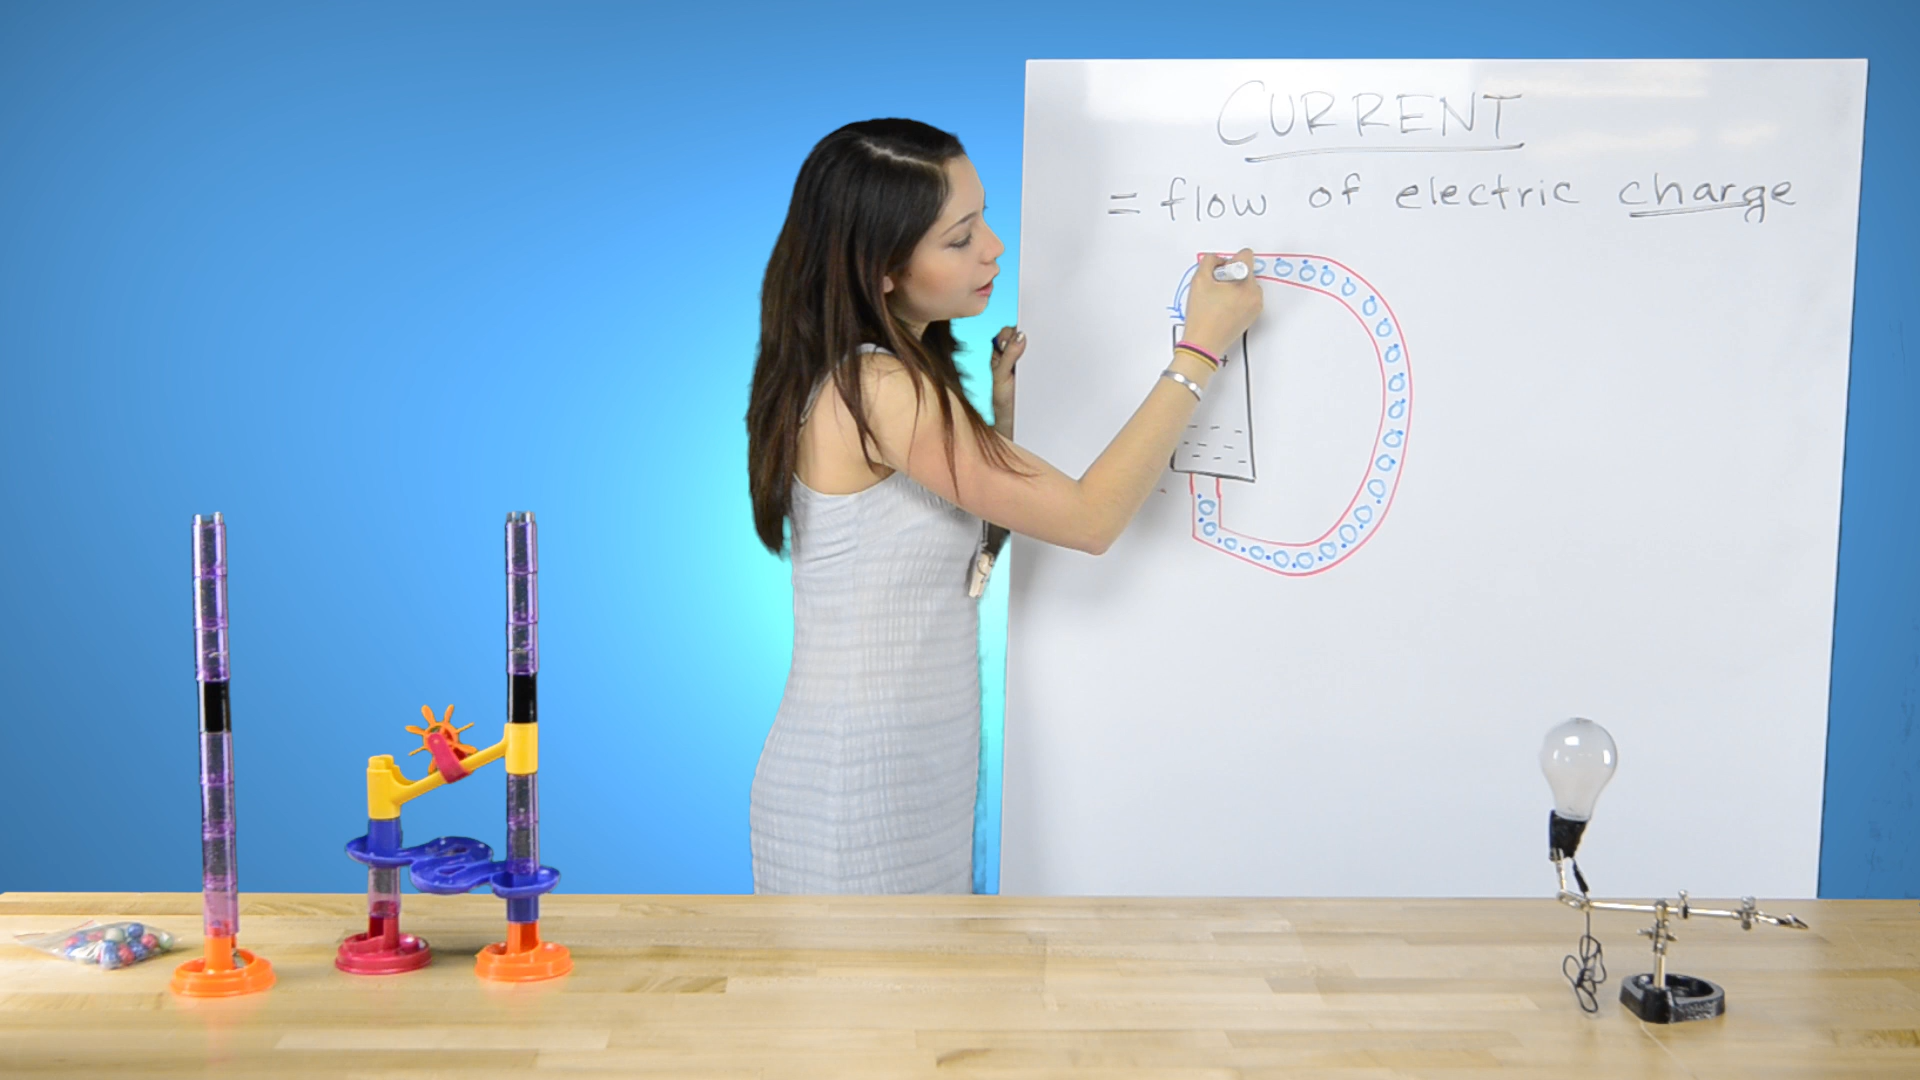 CURRENT
= flow of electric charge
+